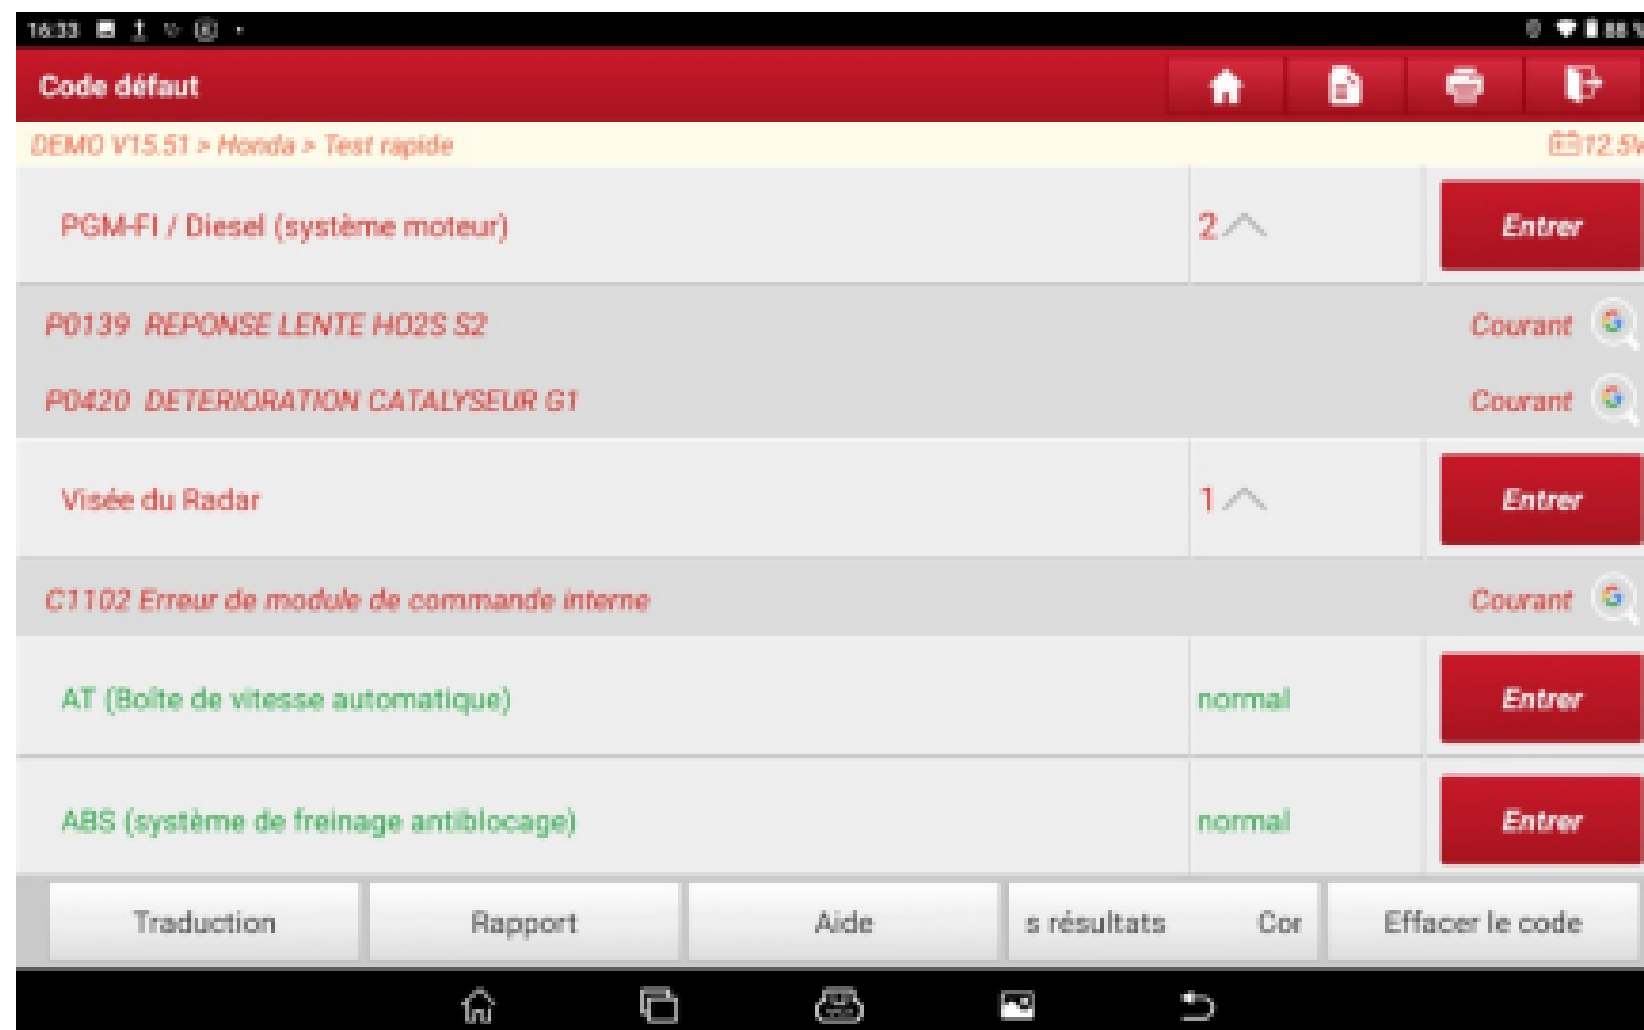 16:33 88 %
Code défaut
DEMO V15.51 > Honda > Test rapide 12.5V
PGM-FI / Diesel (système moteur) 2 Entrer
P0139 REPONSE LENTE HO2S S2 Courant
P0420 DETERIORATION CATALYSEUR G1 Courant
Visée du Radar 1 Entrer
C1102 Erreur de module de commande interne Courant
AT (Boîte de vitesse automatique) normal Entrer
ABS (système de freinage antiblocage) normal Entrer
Traduction Rapport Aide s résultats Cor Effacer le code